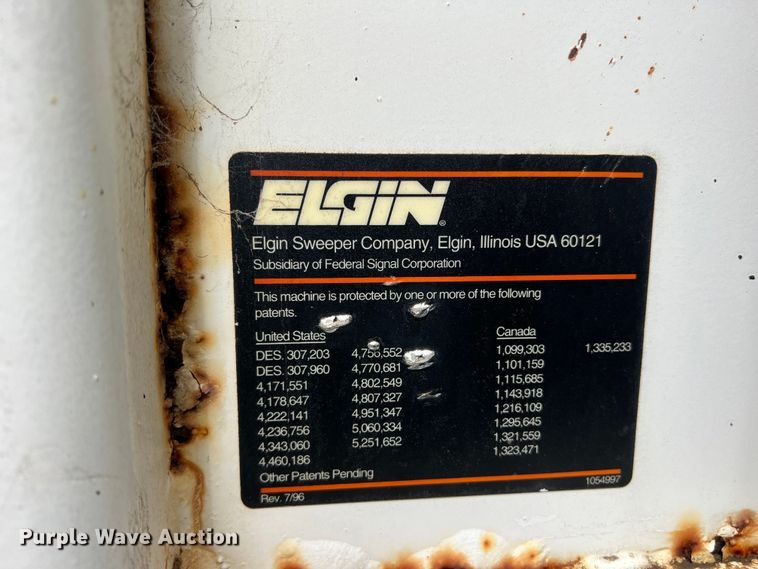 ELGIN®
Elgin Sweeper Company, Elgin, Illinois USA 60121
Subsidiary of Federal Signal Corporation
This machine is protected by one or more of the following
patents.
United States
DES. 307,203 4,756,552
DES. 307,960 4,770,681
4,171,551 4,802,549
4,178,647 4,807,327
4,222,141 4,951,347
4,236,756 5,060,334
4,343,060 5,251,652
4,460,186
Canada
1,099,303 1,335,233
1,101,159
1,115,685
1,143,918
1,216,109
1,295,645
1,321,559
1,323,471
Other Patents Pending
Rev. 7/96 1054997
Purple Wave Auction